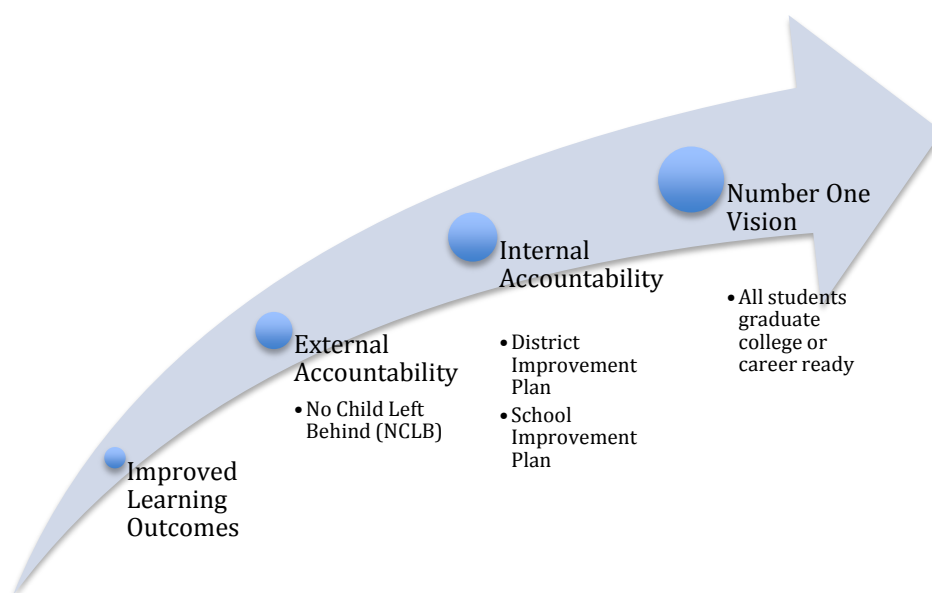 Improved
Learning
Outcomes
External
Accountability
• No Child Left
Behind (NCLB)
Internal
Accountability
• District
Improvement
Plan
• School
Improvement
Plan
Number One
Vision
• All students
graduate
college or
career ready